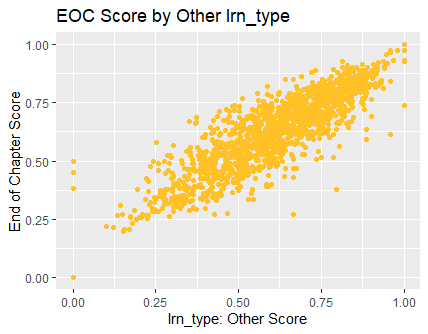 EOC Score by Other lrn_type
1.00
0.75
0.50
0.25
0.00
End of Chapter Score
0.00 0.25 0.50 0.75 1.00
lrn_type: Other Score